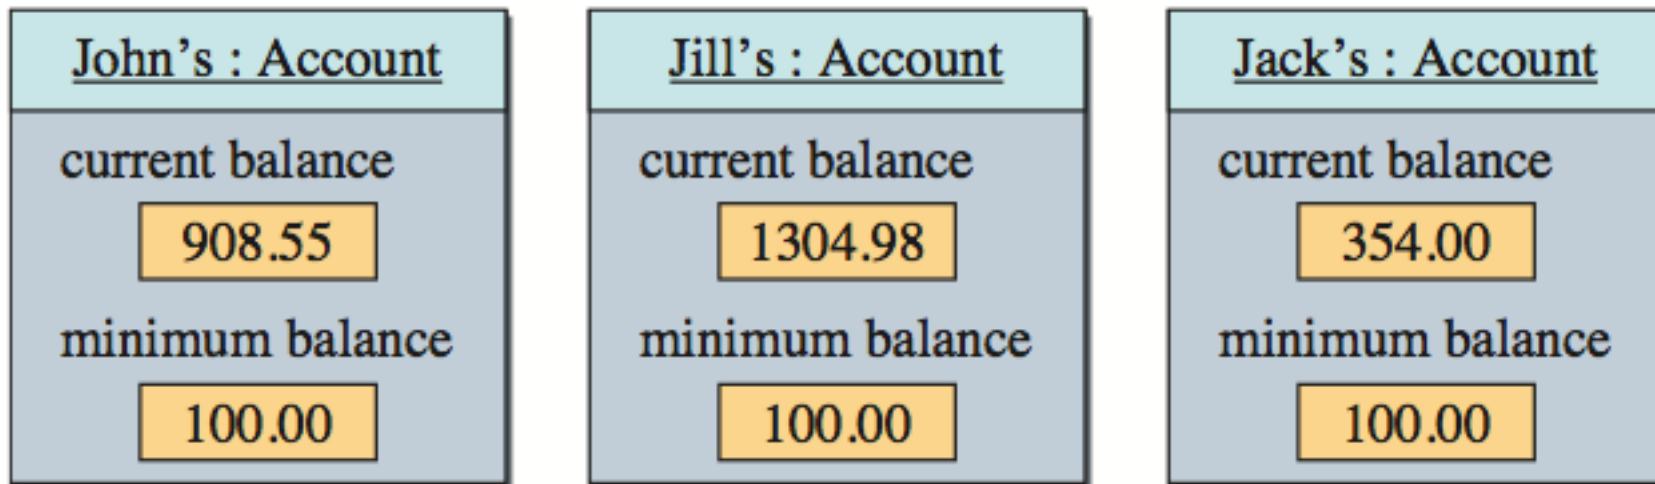 John’s : Account
current balance
908.55
minimum balance
100.00
Jill’s : Account
current balance
1304.98
minimum balance
100.00
Jack’s : Account
current balance
354.00
minimum balance
100.00